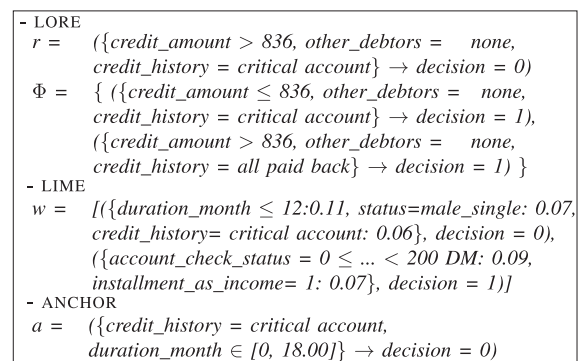 - LORE
r = ({credit_amount > 836, other_debtors = none,
credit_history = critical account} → decision = 0)
Φ = { ({credit_amount ≤ 836, other_debtors = none,
credit_history = critical account} → decision = 1),
({credit_amount > 836, other_debtors = none,
credit_history = all paid back} → decision = 1) }
- LIME
w = [({duration_month ≤ 12:0.11, status=male_single: 0.07,
credit_history= critical account: 0.06}, decision = 0),
({account_check_status = 0 ≤ ... < 200 DM: 0.09,
installment_as_income= 1: 0.07}, decision = 1)]
- ANCHOR
a = ({credit_history = critical account,
duration_month ∈ [0, 18.00]} → decision = 0)